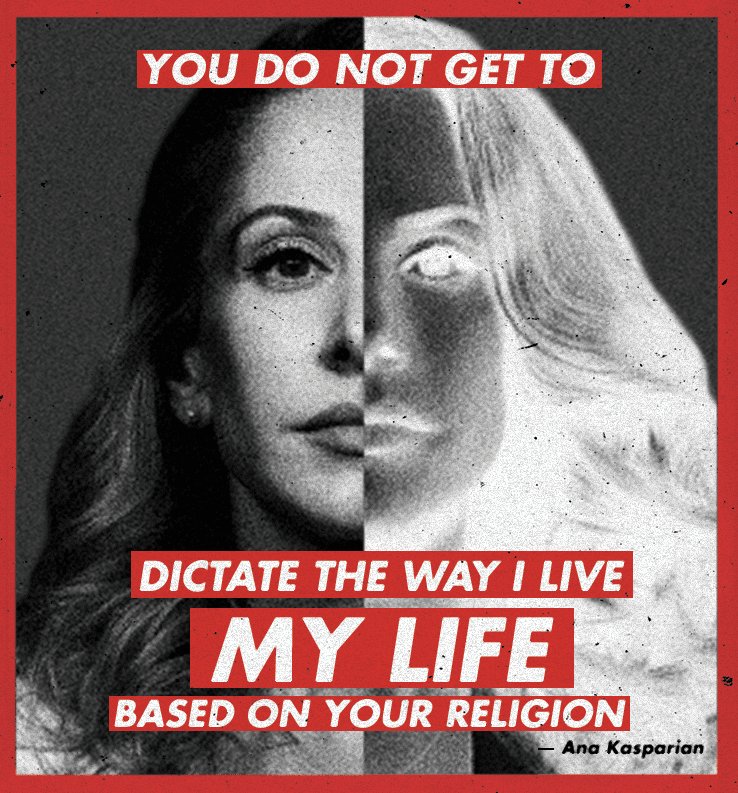 YOU DO NOT GET TO
DICTATE THE WAY I LIVE
MY LIFE
BASED ON YOUR RELIGION
— Ana Kasparian